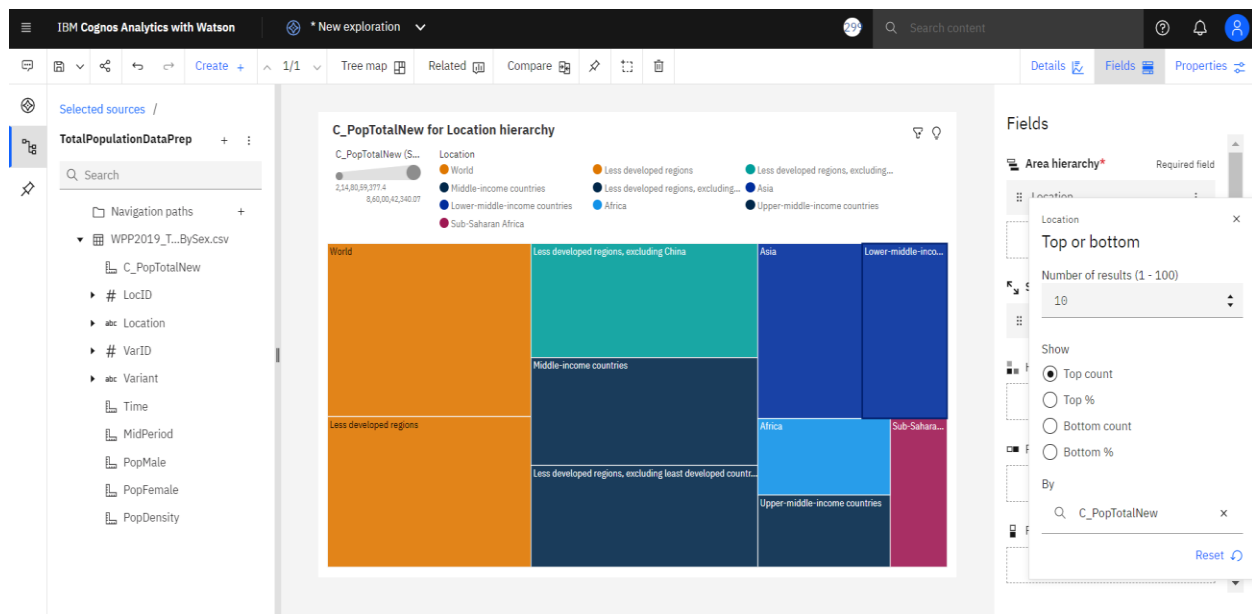 IBM Cognos Analytics with Watson
* New exploration
299
Search content
Create +
1/1
Tree map
Related
Compare
Details
Fields
Properties
Selected sources /
TotalPopulationDataPrep
Search
Navigation paths
WPP2019_T...BySex.csv
C_PopTotalNew
# LocID
abc Location
# VarID
abc Variant
Time
MidPeriod
PopMale
PopFemale
PopDensity
C_PopTotalNew for Location hierarchy
C_PopTotalNew (S...
2,14,80,59,377.4
8,60,00,42,340.07
Location
World
Less developed regions
Less developed regions, excluding...
Middle-income countries
Less developed regions, excluding...
Asia
Lower-middle-income countries
Africa
Upper-middle-income countries
Sub-Saharan Africa
World
Less developed regions, excluding China
Asia
Lower-middle-inco...
Middle-income countries
Less developed regions
Africa
Sub-Sahara...
Less developed regions, excluding least developed countr...
Upper-middle-income countries
Fields
Area hierarchy*
Required field
Location
Location
Top or bottom
Number of results (1 - 100)
10
Show
Top count
Top %
Bottom count
Bottom %
By
C_PopTotalNew
Reset